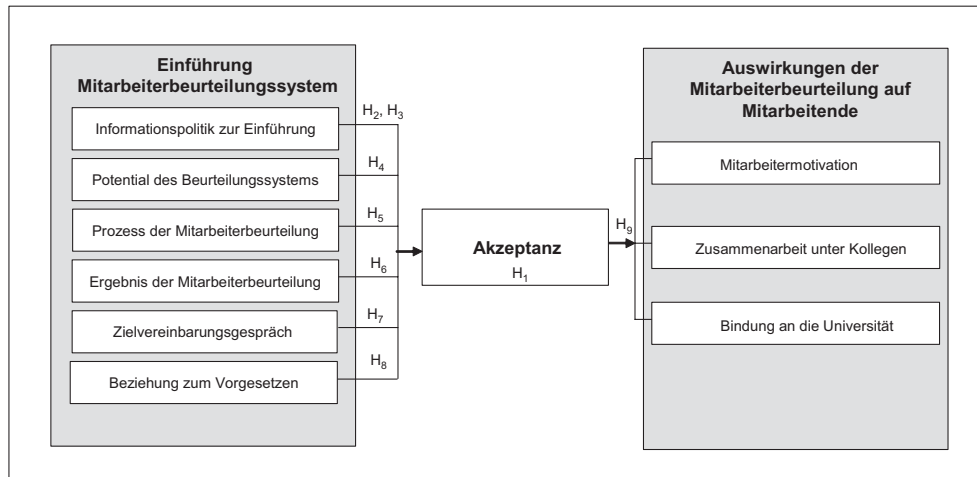 Einführung
Mitarbeiterbeurteilungssystem
Informationspolitik zur Einführung
Potential des Beurteilungssystems
Prozess der Mitarbeiterbeurteilung
Ergebnis der Mitarbeiterbeurteilung
Zielvereinbarungsgespräch
Beziehung zum Vorgesetzen
H2, H3
H4
H5
H6
H7
H8
Akzeptanz
H1
H9
Auswirkungen der
Mitarbeiterbeurteilung auf
Mitarbeitende
Mitarbeitermotivation
Zusammenarbeit unter Kollegen
Bindung an die Universität